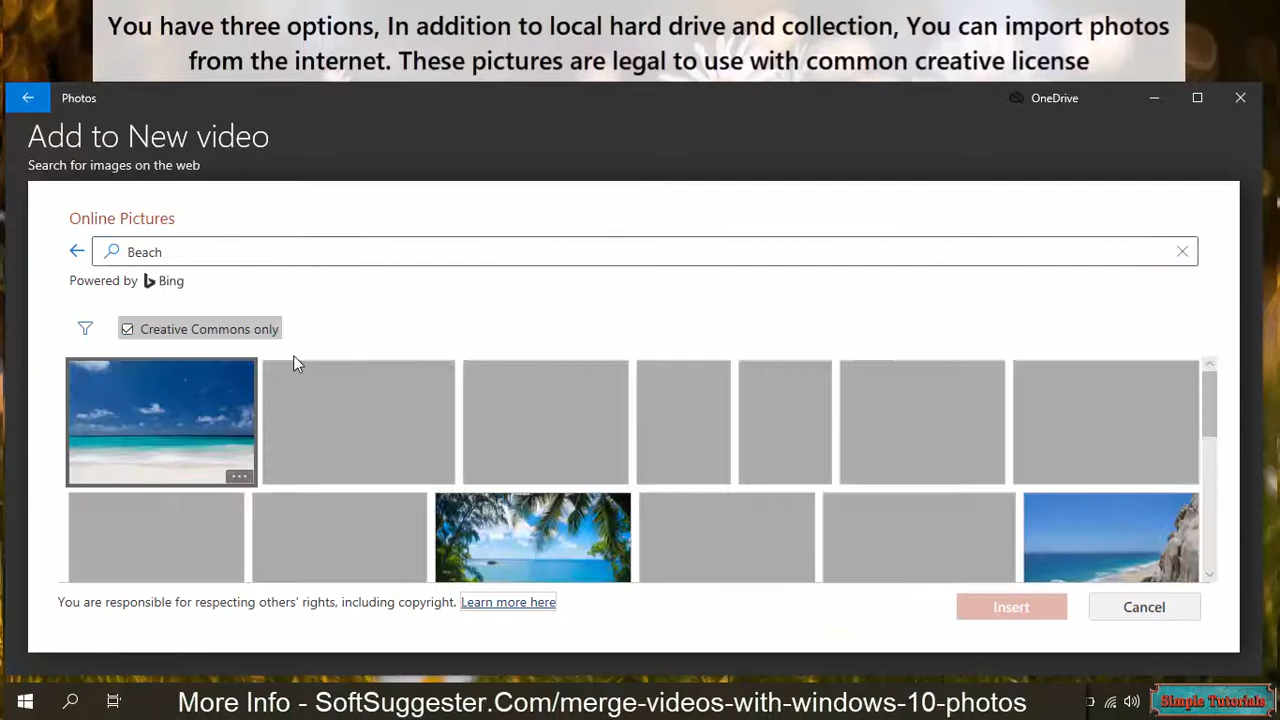 You have three options, In addition to local hard drive and collection, You can import photos
from the internet. These pictures are legal to use with common creative license
Photos
OneDrive
Add to New video
Search for images on the web
Online Pictures
Beach
Powered by Bing
Creative Commons only
You are responsible for respecting others' rights, including copyright. Learn more here
Insert
Cancel
More Info - SoftSuggester.Com/merge-videos-with-windows-10-photos
Simple Tutorials